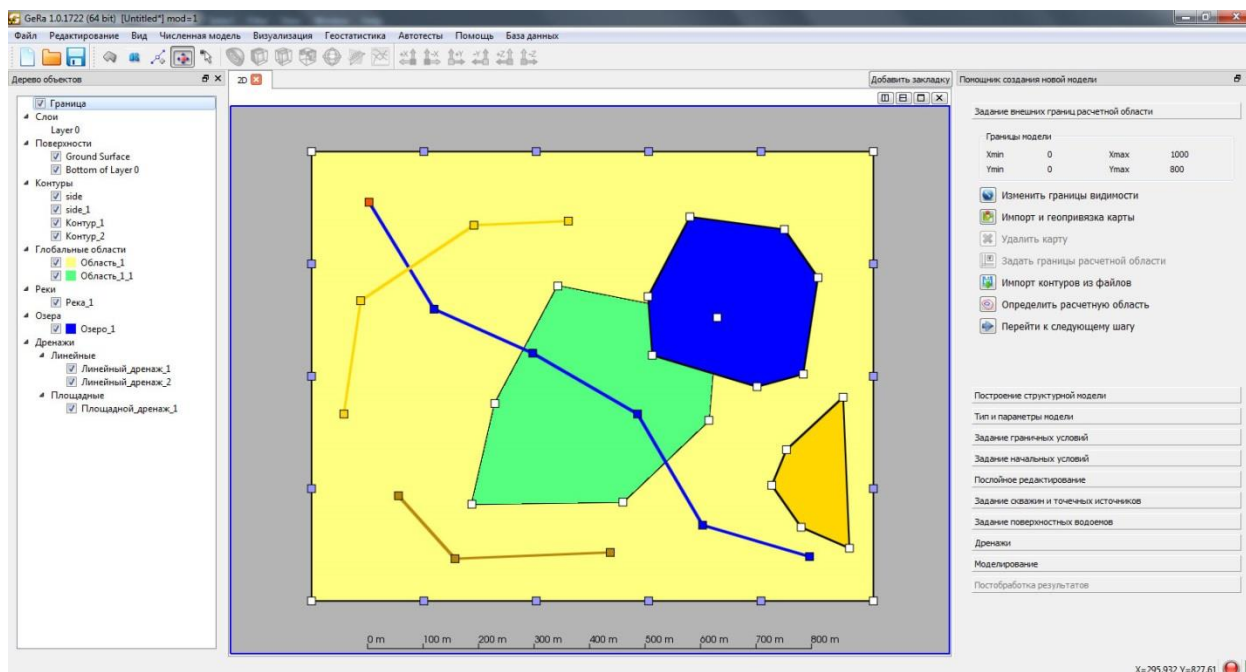 GeRa 1.0.1722 (64 bit) [Untitled*] mod=1
Файл Редактирование Вид Численная модель Визуализация Геостатистика Автотесты Помощь База данных
Дерево объектов
Граница
Слои
Layer 0
Поверхности
Ground Surface
Bottom of Layer 0
Контуры
side
side_1
Контур_1
Контур_2
Глобальные области
Область_1
Область_1_1
Реки
Река_1
Озера
Озеро_1
Дренажи
Линейные
Линейный_дренаж_1
Линейный_дренаж_2
Площадные
Площадной_дренаж_1
2D
Добавить закладку
0 m 100 m 200 m 300 m 400 m 500 m 600 m 700 m 800 m
Помощник создания новой модели
Задание внешних границ расчетной области
Границы модели
Xmin 0 Xmax 1000
Ymin 0 Ymax 800
Изменить границы видимости
Импорт и геопривязка карты
Удалить карту
Задать границы расчетной области
Импорт контуров из файлов
Определить расчетную область
Перейти к следующему шагу
Построение структурной модели
Тип и параметры модели
Задание граничных условий
Задание начальных условий
Послойное редактирование
Задание скважин и точечных источников
Задание поверхностных водоемов
Дренажи
Моделирование
Постобработка результатов
X=295.932 Y=827.61